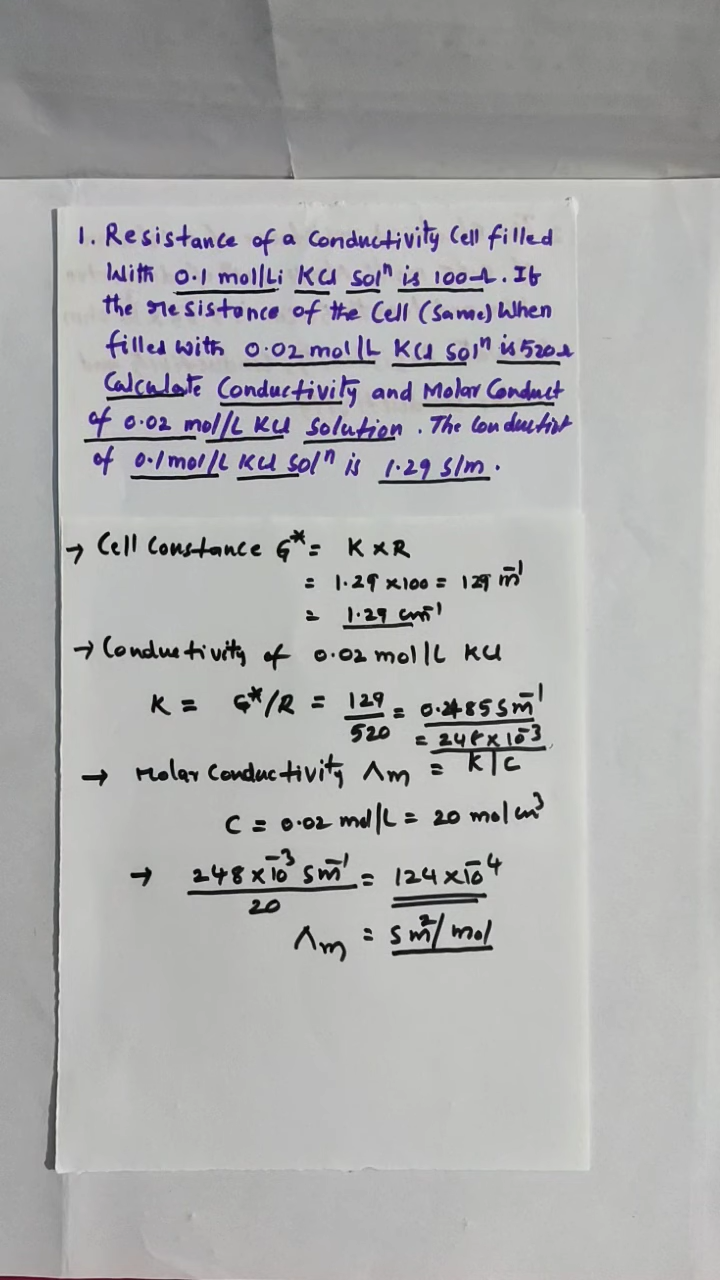 1. Resistance of a Conductivity Cell filled
With 0.1 mol/Li KCl solⁿ is 100Ω. If
the resistance of the Cell (Same) When
filled with 0.02 mol/L KCl solⁿ is 520Ω
Calculate Conductivity and Molar Conduct
of 0.02 mol/L KCl solution. The Conductivt
of 0.1 mol/L KCl solⁿ is 1.29 S/m.
→ Cell Constance G* = K × R
= 1.29 × 100 = 129 m⁻¹
= 1.29 cm⁻¹
→ Conductivity of 0.02 mol/L KCl
K = G*/R = 129/520 = 0.2485 S m⁻¹
= 248 × 10⁻³
→ Molar Conductivity Λm = K/C
C = 0.02 mol/L = 20 mol/m³
→ 248 × 10⁻³ S m⁻¹ / 20 = 124 × 10⁻⁴
Λm = S m²/mol